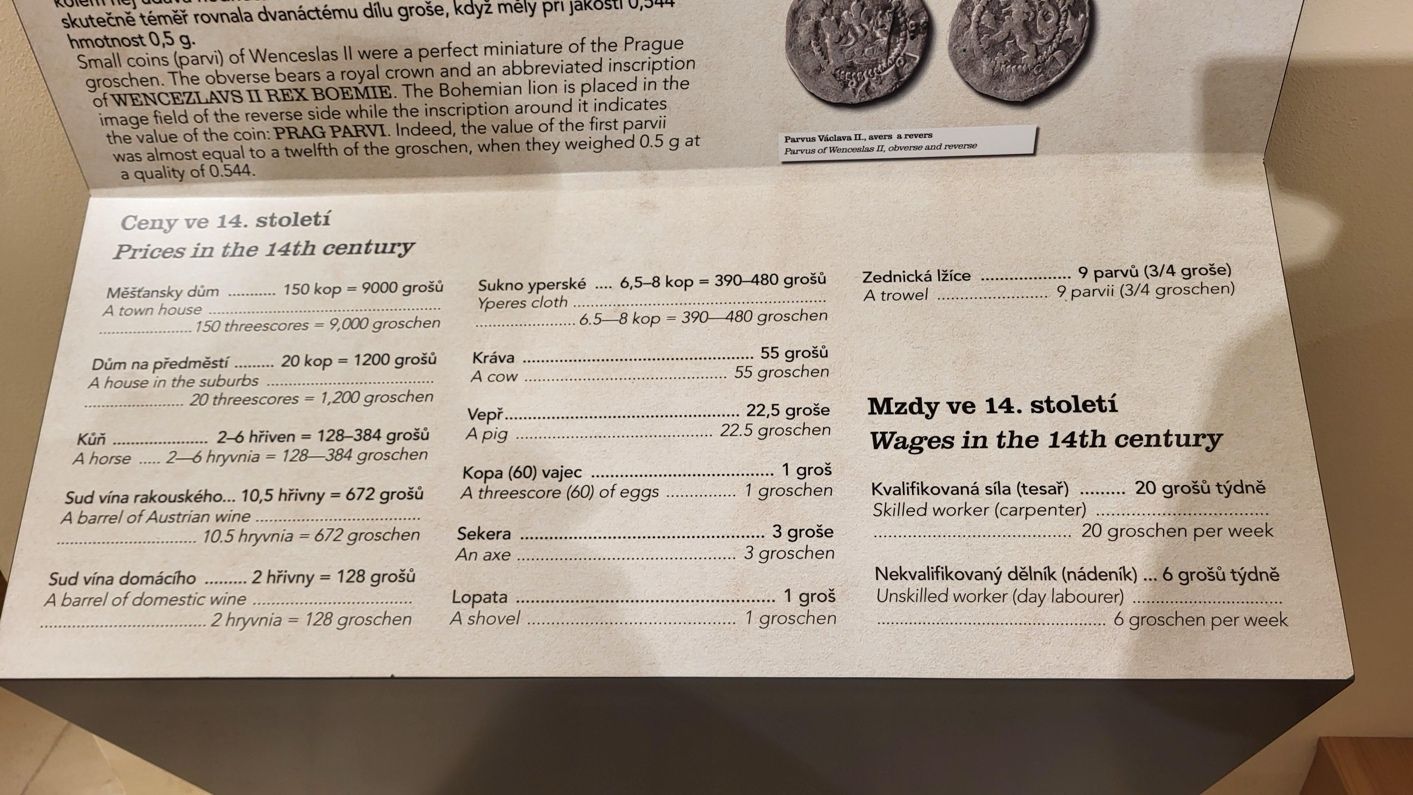 kolem něj udává
skutečně téměř rovnala dvanáctému dílu groše, když měly při jakosti 0,544
hmotnost 0,5 g.
Small coins (parvi) of Wenceslas II were a perfect miniature of the Prague
groschen. The obverse bears a royal crown and an abbreviated inscription
of WENCEZLAVS II REX BOEMIE. The Bohemian lion is placed in the
image field of the reverse side while the inscription around it indicates
the value of the coin: PRAG PARVI. Indeed, the value of the first parvii
was almost equal to a twelfth of the groschen, when they weighed 0.5 g at
a quality of 0.544.
Parvus Václava II., avers a revers
Parvus of Wenceslas II, obverse and reverse
Ceny ve 14. století
Prices in the 14th century
Měšťansky dům ........... 150 kop = 9000 grošů
A town house ......................................................
..................... 150 threescores = 9,000 groschen
Dům na předměstí ......... 20 kop = 1200 grošů
A house in the suburbs ....................................
....................... 20 threescores = 1,200 groschen
Kůň ...................... 2–6 hřiven = 128–384 grošů
A horse ..... 2—6 hryvnia = 128—384 groschen
Sud vína rakouského... 10,5 hřivny = 672 grošů
A barrel of Austrian wine ....................................
............................... 10.5 hryvnia = 672 groschen
Sud vína domácího ......... 2 hřivny = 128 grošů
A barrel of domestic wine ...................................
.................................... 2 hryvnia = 128 groschen
Sukno yperské .... 6,5–8 kop = 390–480 grošů
Yperes cloth .......................................................
...................... 6.5—8 kop = 390—480 groschen
Kráva .................................................. 55 grošů
A cow ............................................ 55 groschen
Vepř.................................................. 22,5 groše
A pig ........................................... 22.5 groschen
Kopa (60) vajec ....................................... 1 groš
A threescore (60) of eggs ................ 1 groschen
Sekera .................................................... 3 groše
An axe ............................................. 3 groschen
Lopata ........................................................ 1 groš
A shovel ............................................. 1 groschen
Zednická lžíce ................... 9 parvů (3/4 groše)
A trowel ........................ 9 parvii (3/4 groschen)
Mzdy ve 14. století
Wages in the 14th century
Kvalifikovaná síla (tesař) ......... 20 grošů týdně
Skilled worker (carpenter) ..................................
.......................................... 20 groschen per week
Nekvalifikovaný dělník (nádeník) ... 6 grošů týdně
Unskilled worker (day labourer) .............................
................................................ 6 groschen per week